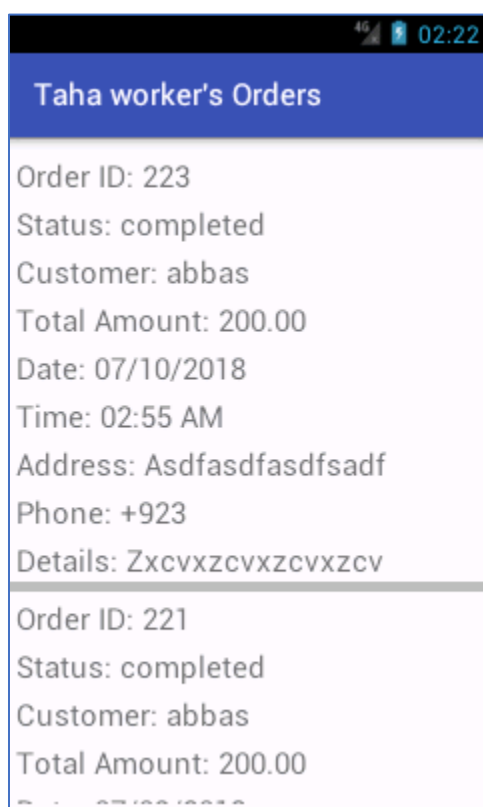 4G 02:22
Taha worker's Orders
Order ID: 223
Status: completed
Customer: abbas
Total Amount: 200.00
Date: 07/10/2018
Time: 02:55 AM
Address: Asdfasdfasdfsadf
Phone: +923
Details: Zxcvxzcvxzcvxzcv
Order ID: 221
Status: completed
Customer: abbas
Total Amount: 200.00